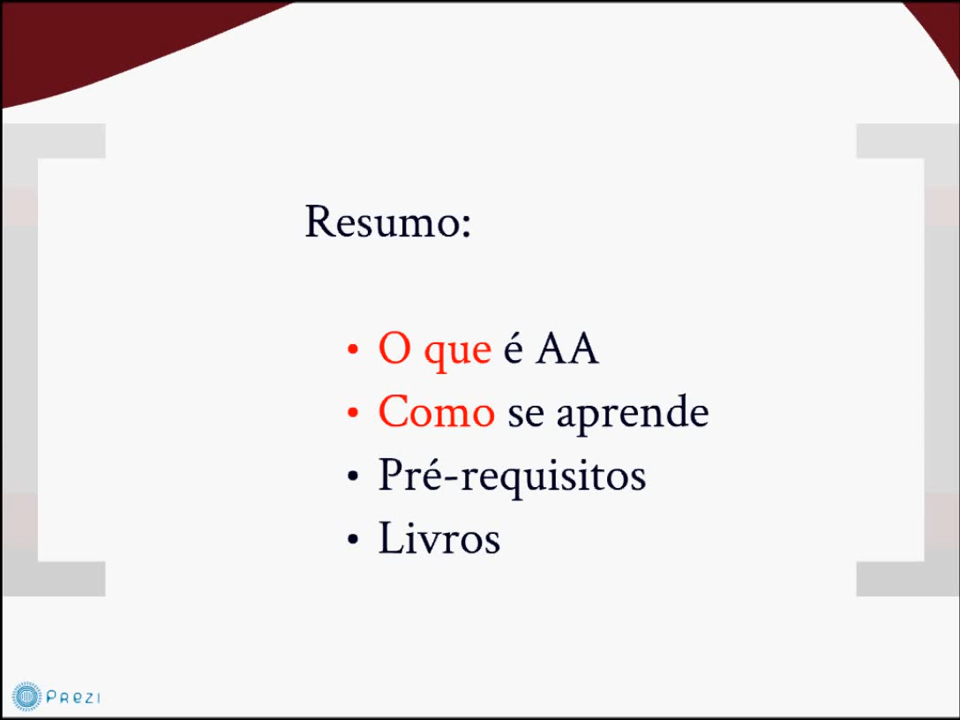 Resumo:
• O que é AA
• Como se aprende
• Pré-requisitos
• Livros
Prezi